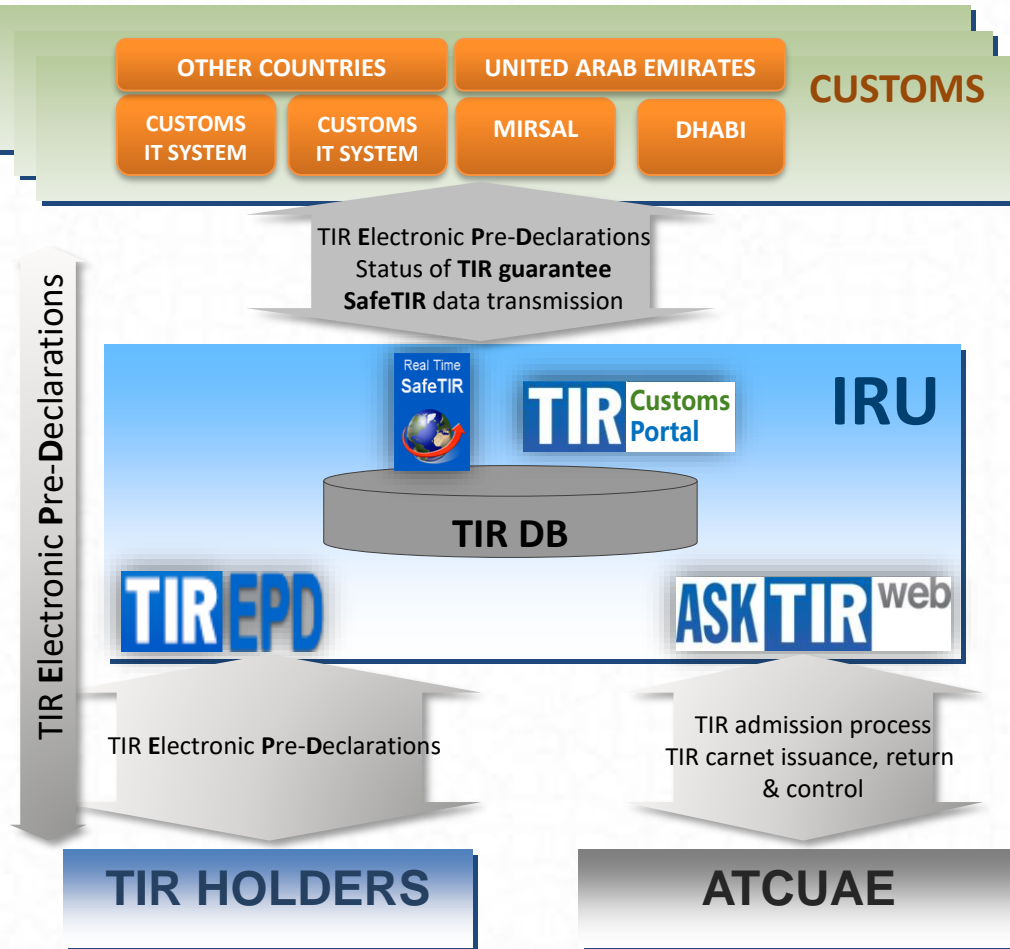 OTHER COUNTRIES
UNITED ARAB EMIRATES
CUSTOMS
CUSTOMS
IT SYSTEM
CUSTOMS
IT SYSTEM
MIRSAL
DHABI
TIR Electronic Pre-Declarations
Status of TIR guarantee
SafeTIR data transmission
TIR Electronic Pre-Declarations
Real Time
SafeTIR
TIR Customs
Portal
IRU
TIR DB
TIR EPD
ASK TIR web
TIR Electronic Pre-Declarations
TIR admission process
TIR carnet issuance, return
& control
TIR HOLDERS
ATCUAE